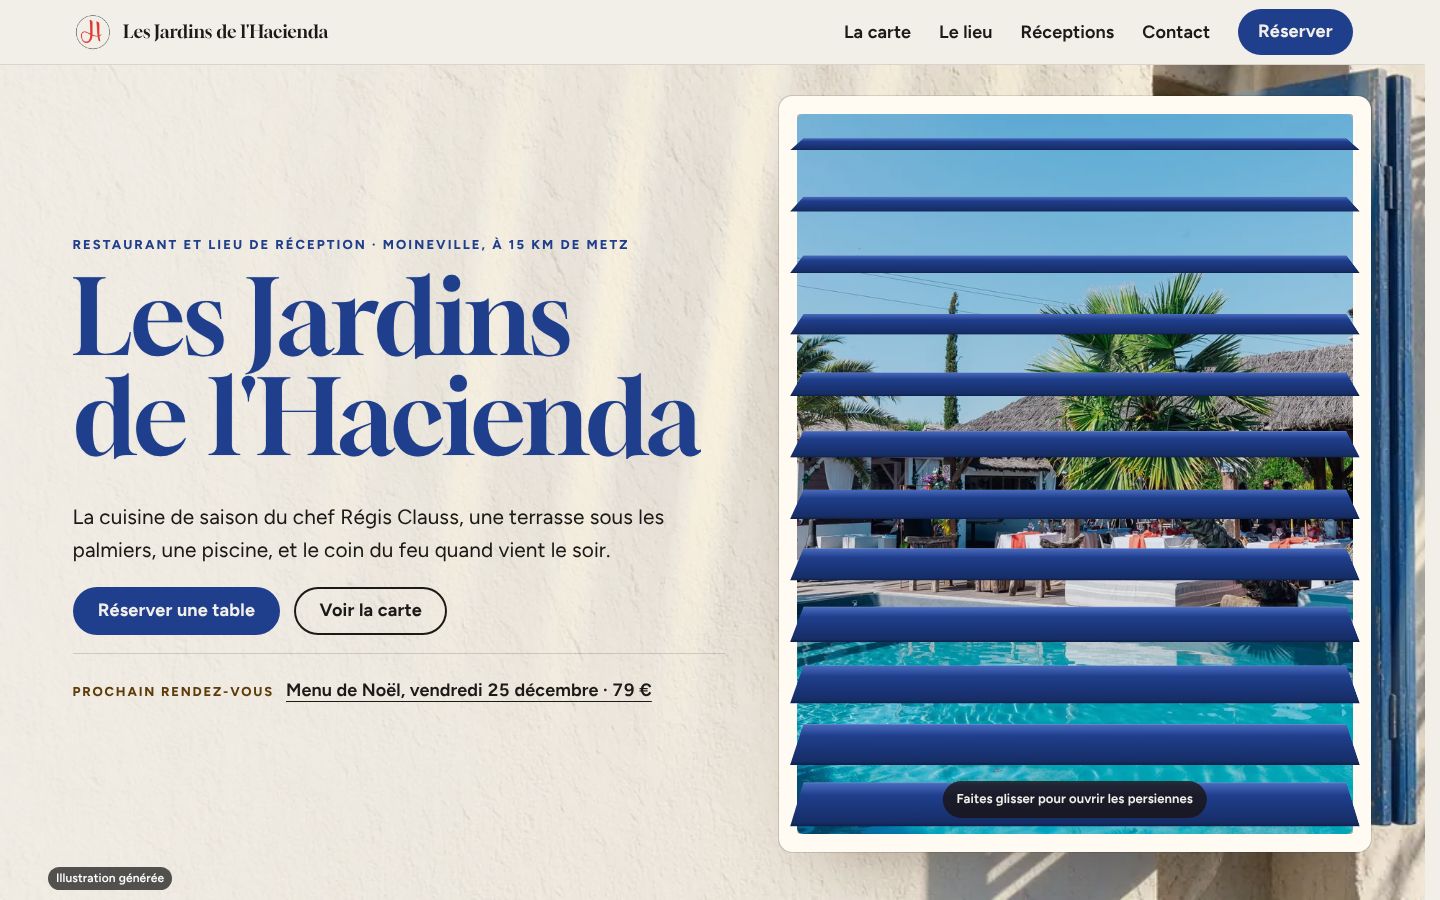 Les Jardins de l'Hacienda
La carte
Le lieu
Réceptions
Contact
Réserver
RESTAURANT ET LIEU DE RÉCEPTION · MOINEVILLE, À 15 KM DE METZ
Les Jardins
de l'Hacienda
La cuisine de saison du chef Régis Clauss, une terrasse sous les
palmiers, une piscine, et le coin du feu quand vient le soir.
Réserver une table
Voir la carte
PROCHAIN RENDEZ-VOUS
Menu de Noël, vendredi 25 décembre · 79 €
Faites glisser pour ouvrir les persiennes
Illustration générée